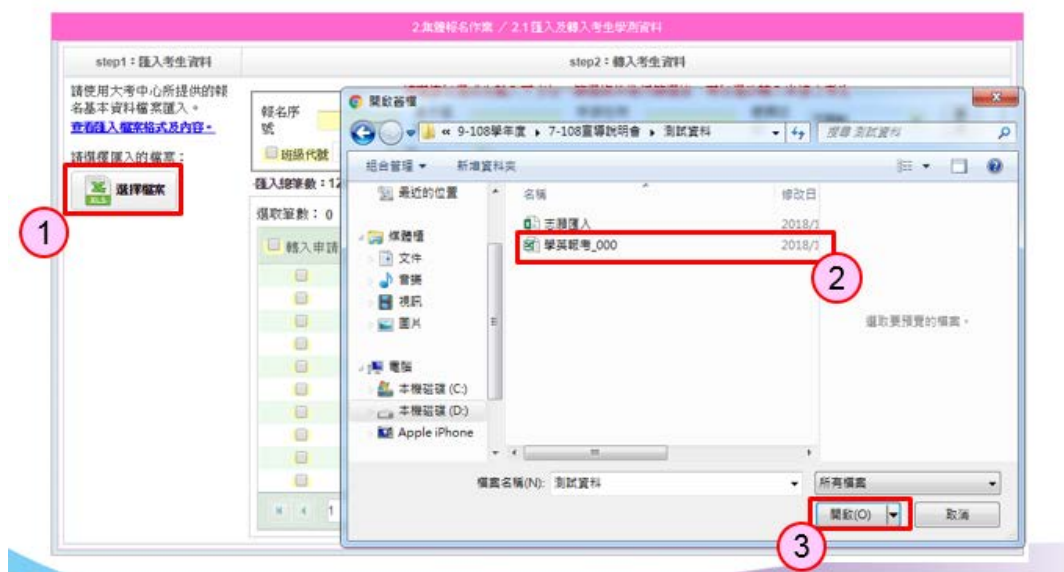 2.集體報名作業 ／ 2.1匯入及轉入考生學測資料
step1：匯入考生資料
step2：轉入考生資料
請使用大考中心所提供的報
名基本資料檔案匯入。
查看匯入檔案格式及內容。
請選擇匯入的檔案：
XLS
選擇檔案
1
報名序
號
班級代號
匯入總筆數：12
選取筆數： 0
轉入申請
1
開啟舊檔
« 9-108學年度
7-108宣導說明會
測試資料
搜尋 測試資料
組合管理
新增資料夾
最近的位置
媒體櫃
文件
音樂
視訊
圖片
電腦
本機磁碟 (C:)
本機磁碟 (D:)
Apple iPhone
名稱
修改日
志願匯入
2018/1
學英報考_000
2018/1
2
選取要預覽的檔案。
檔案名稱(N):
測試資料
所有檔案
開啟(O)
取消
3